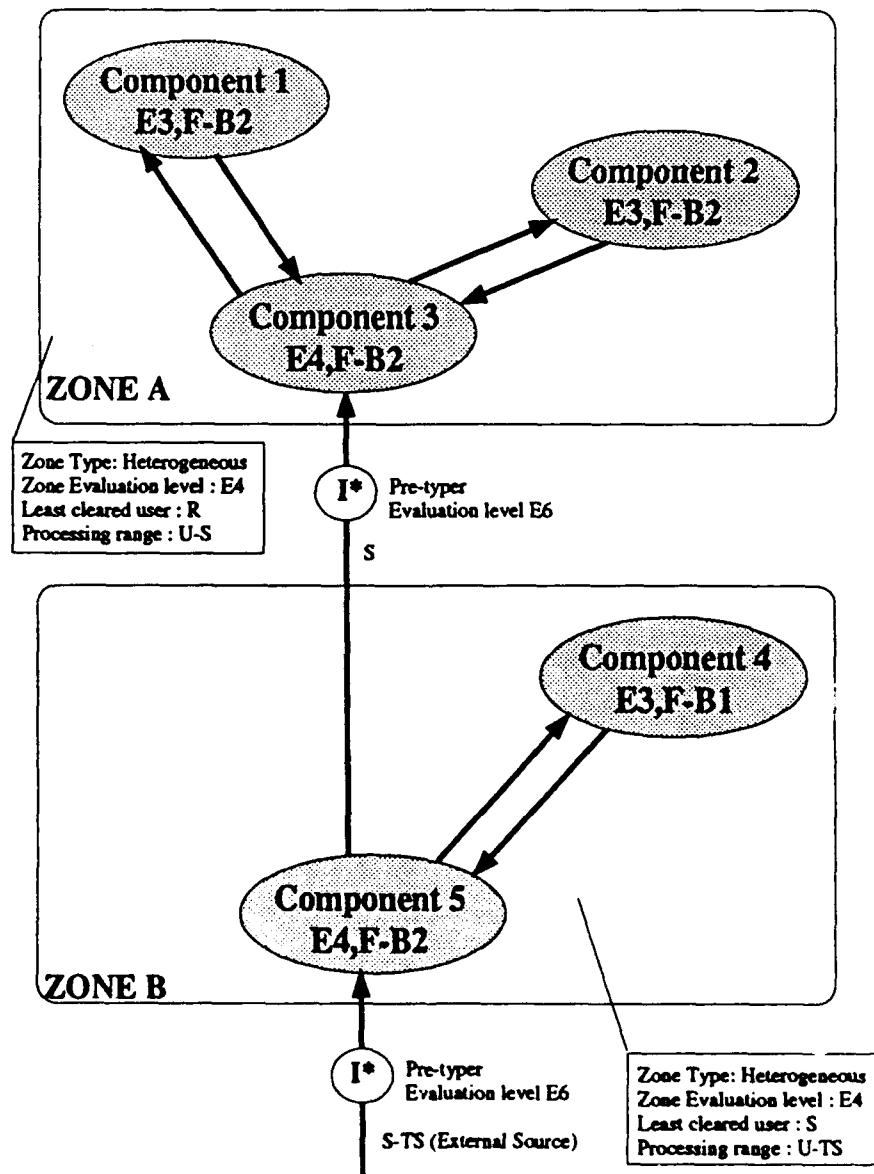 Component 1
E3,F-B2
Component 2
E3,F-B2
Component 3
E4,F-B2
ZONE A
Zone Type: Heterogeneous
Zone Evaluation level : E4
Least cleared user : R
Processing range : U-S
I*
Pre-typer
Evaluation level E6
S
Component 4
E3,F-B1
Component 5
E4,F-B2
ZONE B
I*
Pre-typer
Evaluation level E6
S-TS (External Source)
Zone Type: Heterogeneous
Zone Evaluation level : E4
Least cleared user : S
Processing range : U-TS